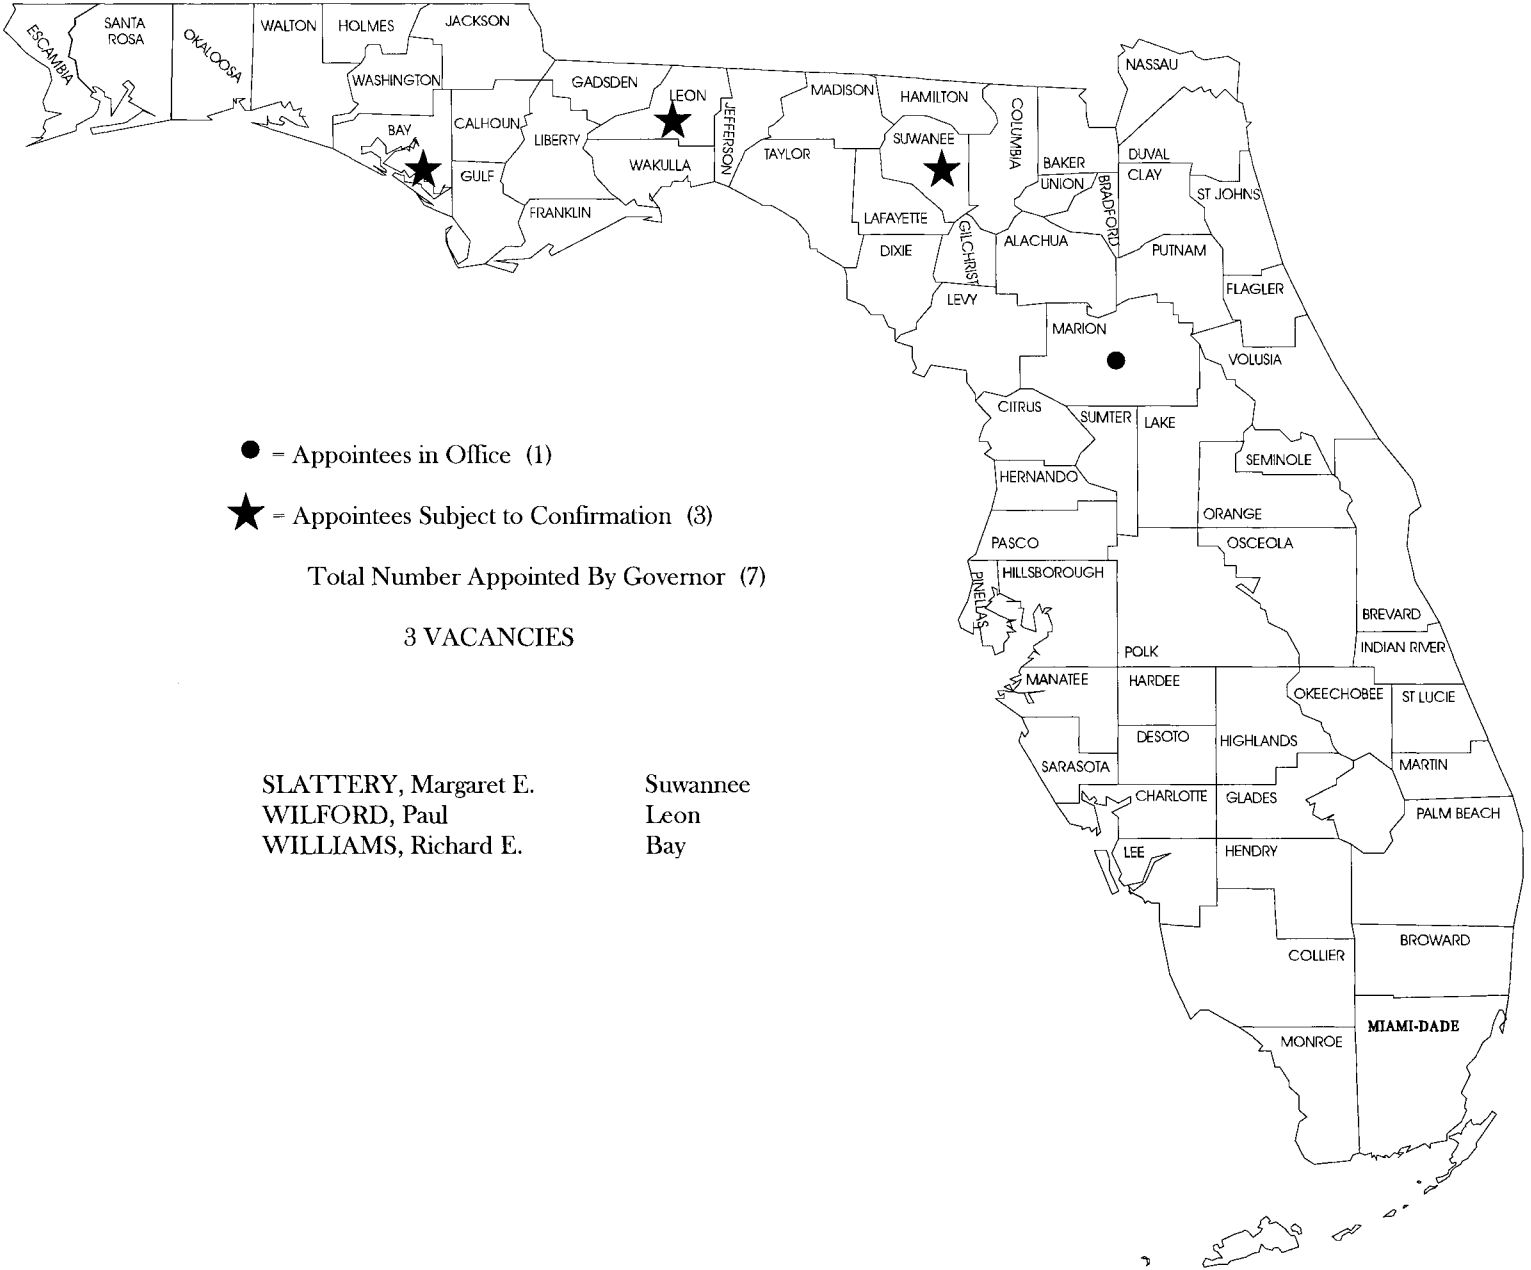 ESCAMBIA
SANTA
ROSA
OKALOOSA
WALTON
HOLMES
JACKSON
WASHINGTON
BAY
CALHOUN
GULF
LIBERTY
GADSDEN
LEON
JEFFERSON
WAKULLA
FRANKLIN
MADISON
TAYLOR
HAMILTON
SUWANEE
LAFAYETTE
DIXIE
COLUMBIA
GILCHRIST
BAKER
UNION
BRADFORD
ALACHUA
LEVY
NASSAU
DUVAL
CLAY
ST JOHNS
PUTNAM
FLAGLER
MARION
VOLUSIA
CITRUS
SUMTER
LAKE
SEMINOLE
HERNANDO
ORANGE
PASCO
OSCEOLA
PINELLAS
HILLSBOROUGH
POLK
BREVARD
INDIAN RIVER
MANATEE
HARDEE
OKEECHOBEE
ST LUCIE
DESOTO
HIGHLANDS
SARASOTA
MARTIN
CHARLOTTE
GLADES
PALM BEACH
LEE
HENDRY
COLLIER
BROWARD
MONROE
MIAMI-DADE
= Appointees in Office (1)
= Appointees Subject to Confirmation (3)
Total Number Appointed By Governor (7)
3 VACANCIES
SLATTERY, Margaret E. Suwannee
WILFORD, Paul Leon
WILLIAMS, Richard E. Bay